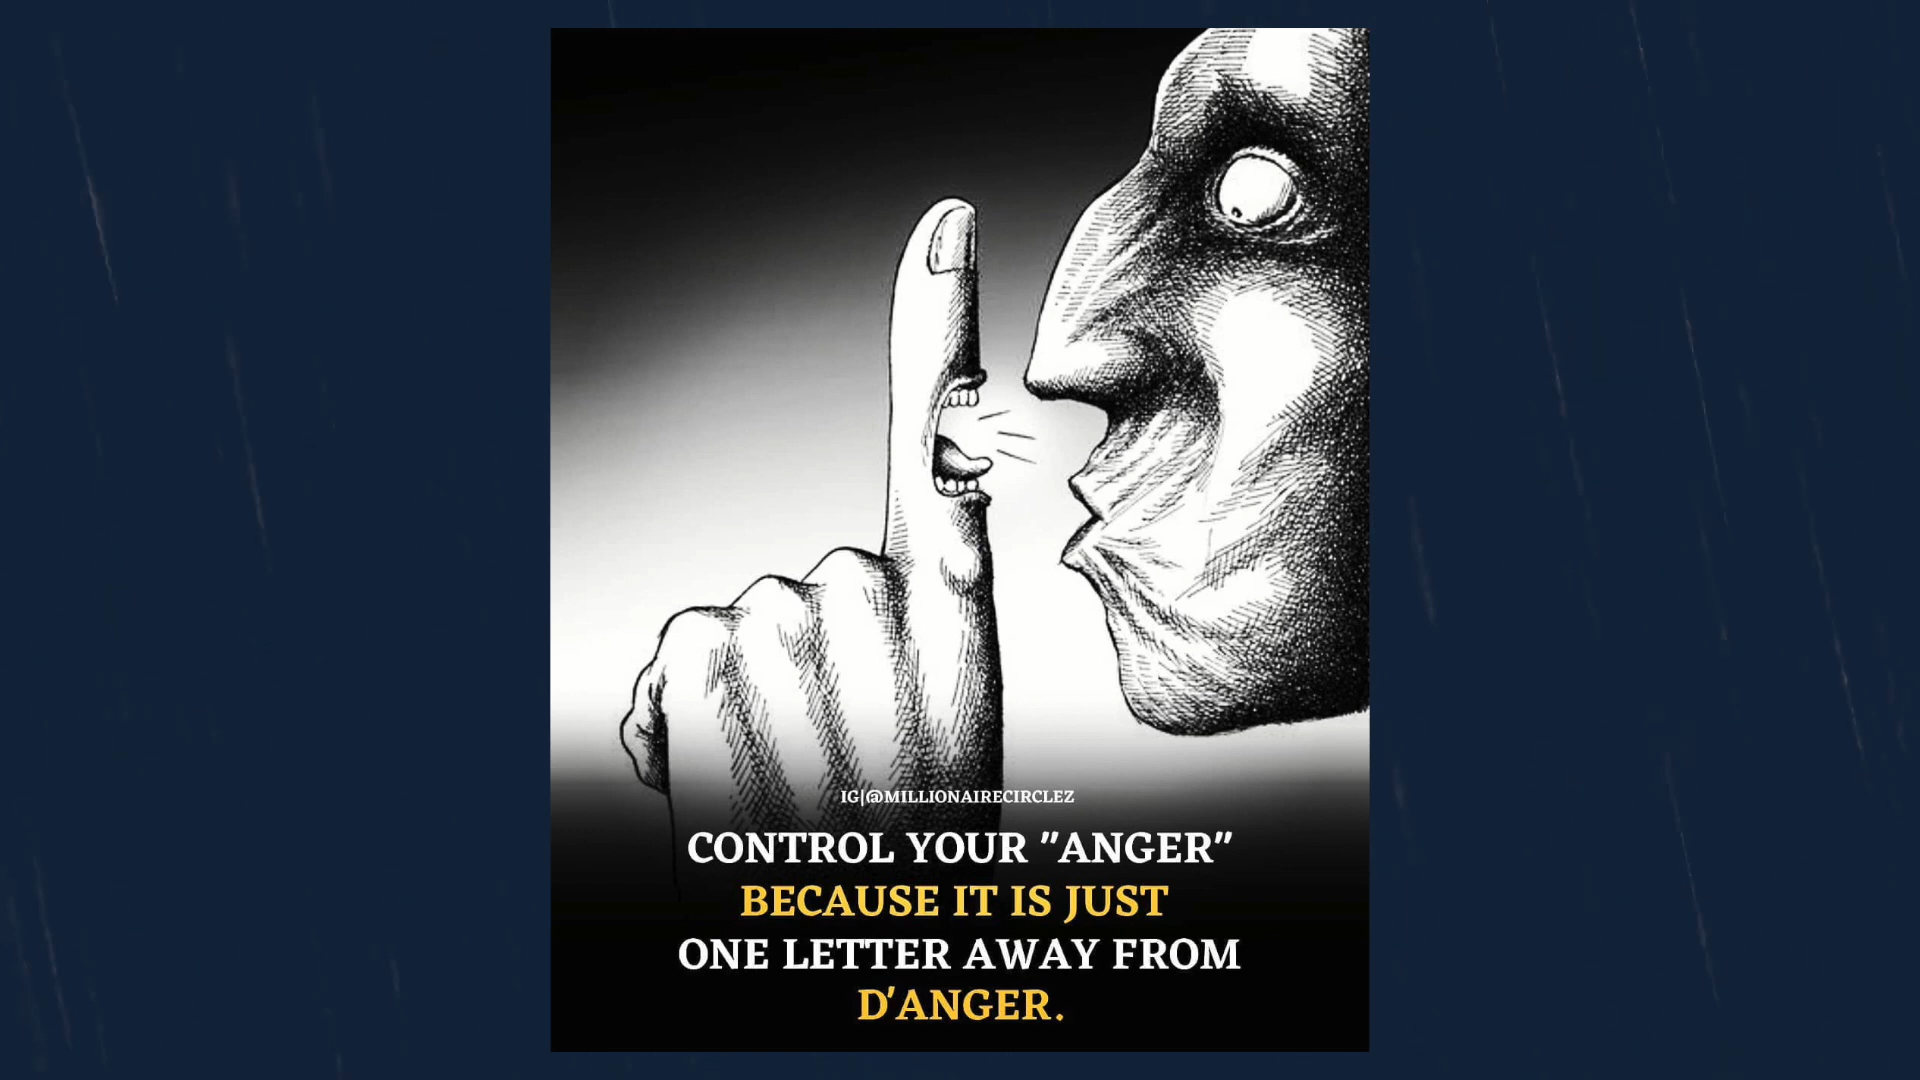 IG|@MILLIONAIRECIRCLEZ
CONTROL YOUR "ANGER"
BECAUSE IT IS JUST
ONE LETTER AWAY FROM
D'ANGER.